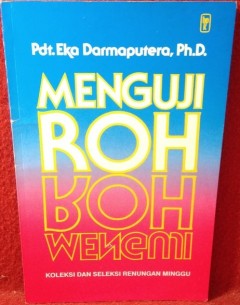 Pdt. Eka Darmaputera, Ph.D.
MENGUJI
ROH
ROH
MENGUJI
KOLEKSI DAN SELEKSI RENUNGAN MINGGU